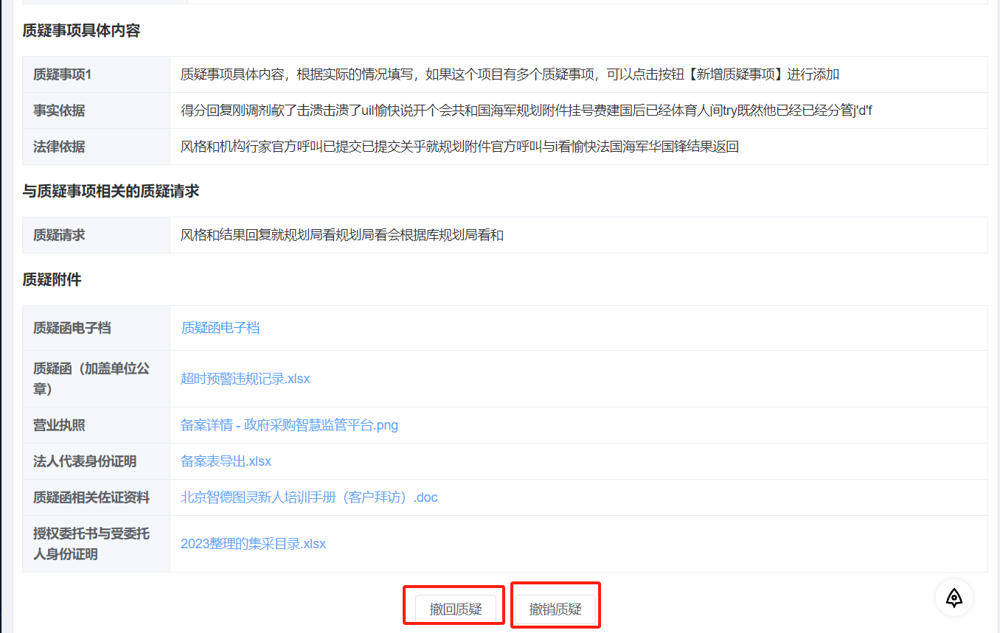 质疑事项具体内容
质疑事项1
质疑事项具体内容，根据实际的情况填写，如果这个项目有多个质疑事项，可以点击按钮【新增质疑事项】进行添加
事实依据
得分回复刚调剂畝了击溃击溃了uil愉快说开个会共和国海军规划附件挂号费建国后已经体育人间try既然他已经已经分管j'd'f
法律依据
风格和机构行家官方呼叫已提交已提交关乎就规划附件官方呼叫与i看愉快法国海军华国锋结果返回
与质疑事项相关的质疑请求
质疑请求
风格和结果回复就规划局看规划局看会根据库规划局看和
质疑附件
质疑函电子档
质疑函电子档
质疑函（加盖单位公
章）
超时预警违规记录.xlsx
营业执照
备案详情 - 政府采购智慧监管平台.png
法人代表身份证明
备案表导出.xlsx
质疑函相关佐证资料
北京智德图灵新人培训手册（客户拜访）.doc
授权委托书与受委托
人身份证明
2023整理的集采目录.xlsx
撤回质疑
撤销质疑